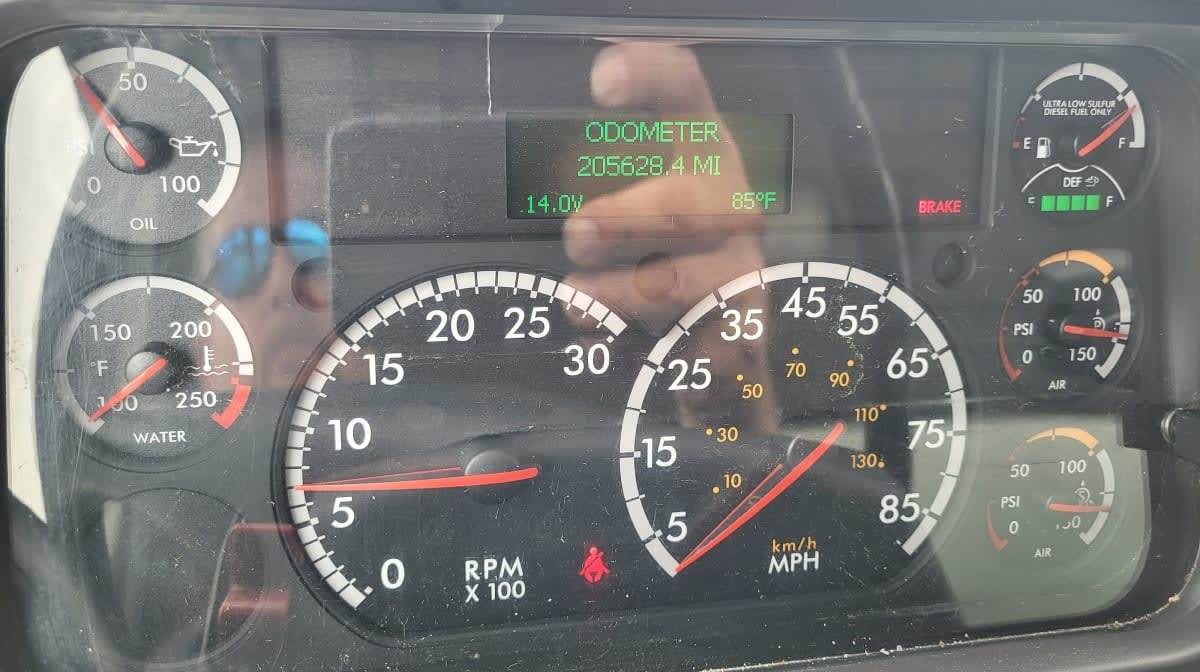 50
PSI
0
100
OIL
ODOMETER
205628.4 MI
14.0V
85°F
BRAKE
ULTRA LOW SULFUR
DIESEL FUEL ONLY
E
F
DEF
F
150
200
°F
100
250
WATER
0
5
10
15
20
25
30
RPM
X 100
5
15
25
35
45
55
65
75
85
10
30
50
70
90
110
130
km/h
MPH
50
100
PSI
0
150
AIR
50
100
PSI
0
150
AIR